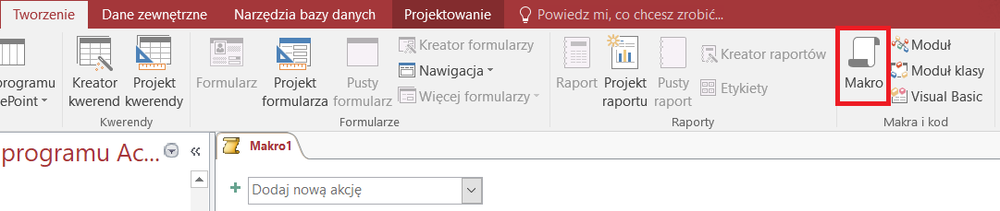 Tworzenie Dane zewnętrzne Narzędzia bazy danych Projektowanie Powiedz mi, co chcesz zrobić...
programu
ePoint
Kreator
kwerend
Projekt
kwerendy
Kwerendy
Formularz
Projekt
formularza
Pusty
formularz
Kreator formularzy
Nawigacja
Więcej formularzy
Formularze
Raport
Projekt
raportu
Pusty
raport
Kreator raportów
Etykiety
Raporty
Makro
Moduł
Moduł klasy
Visual Basic
Makra i kod
programu Ac...
Makro1
Dodaj nową akcję